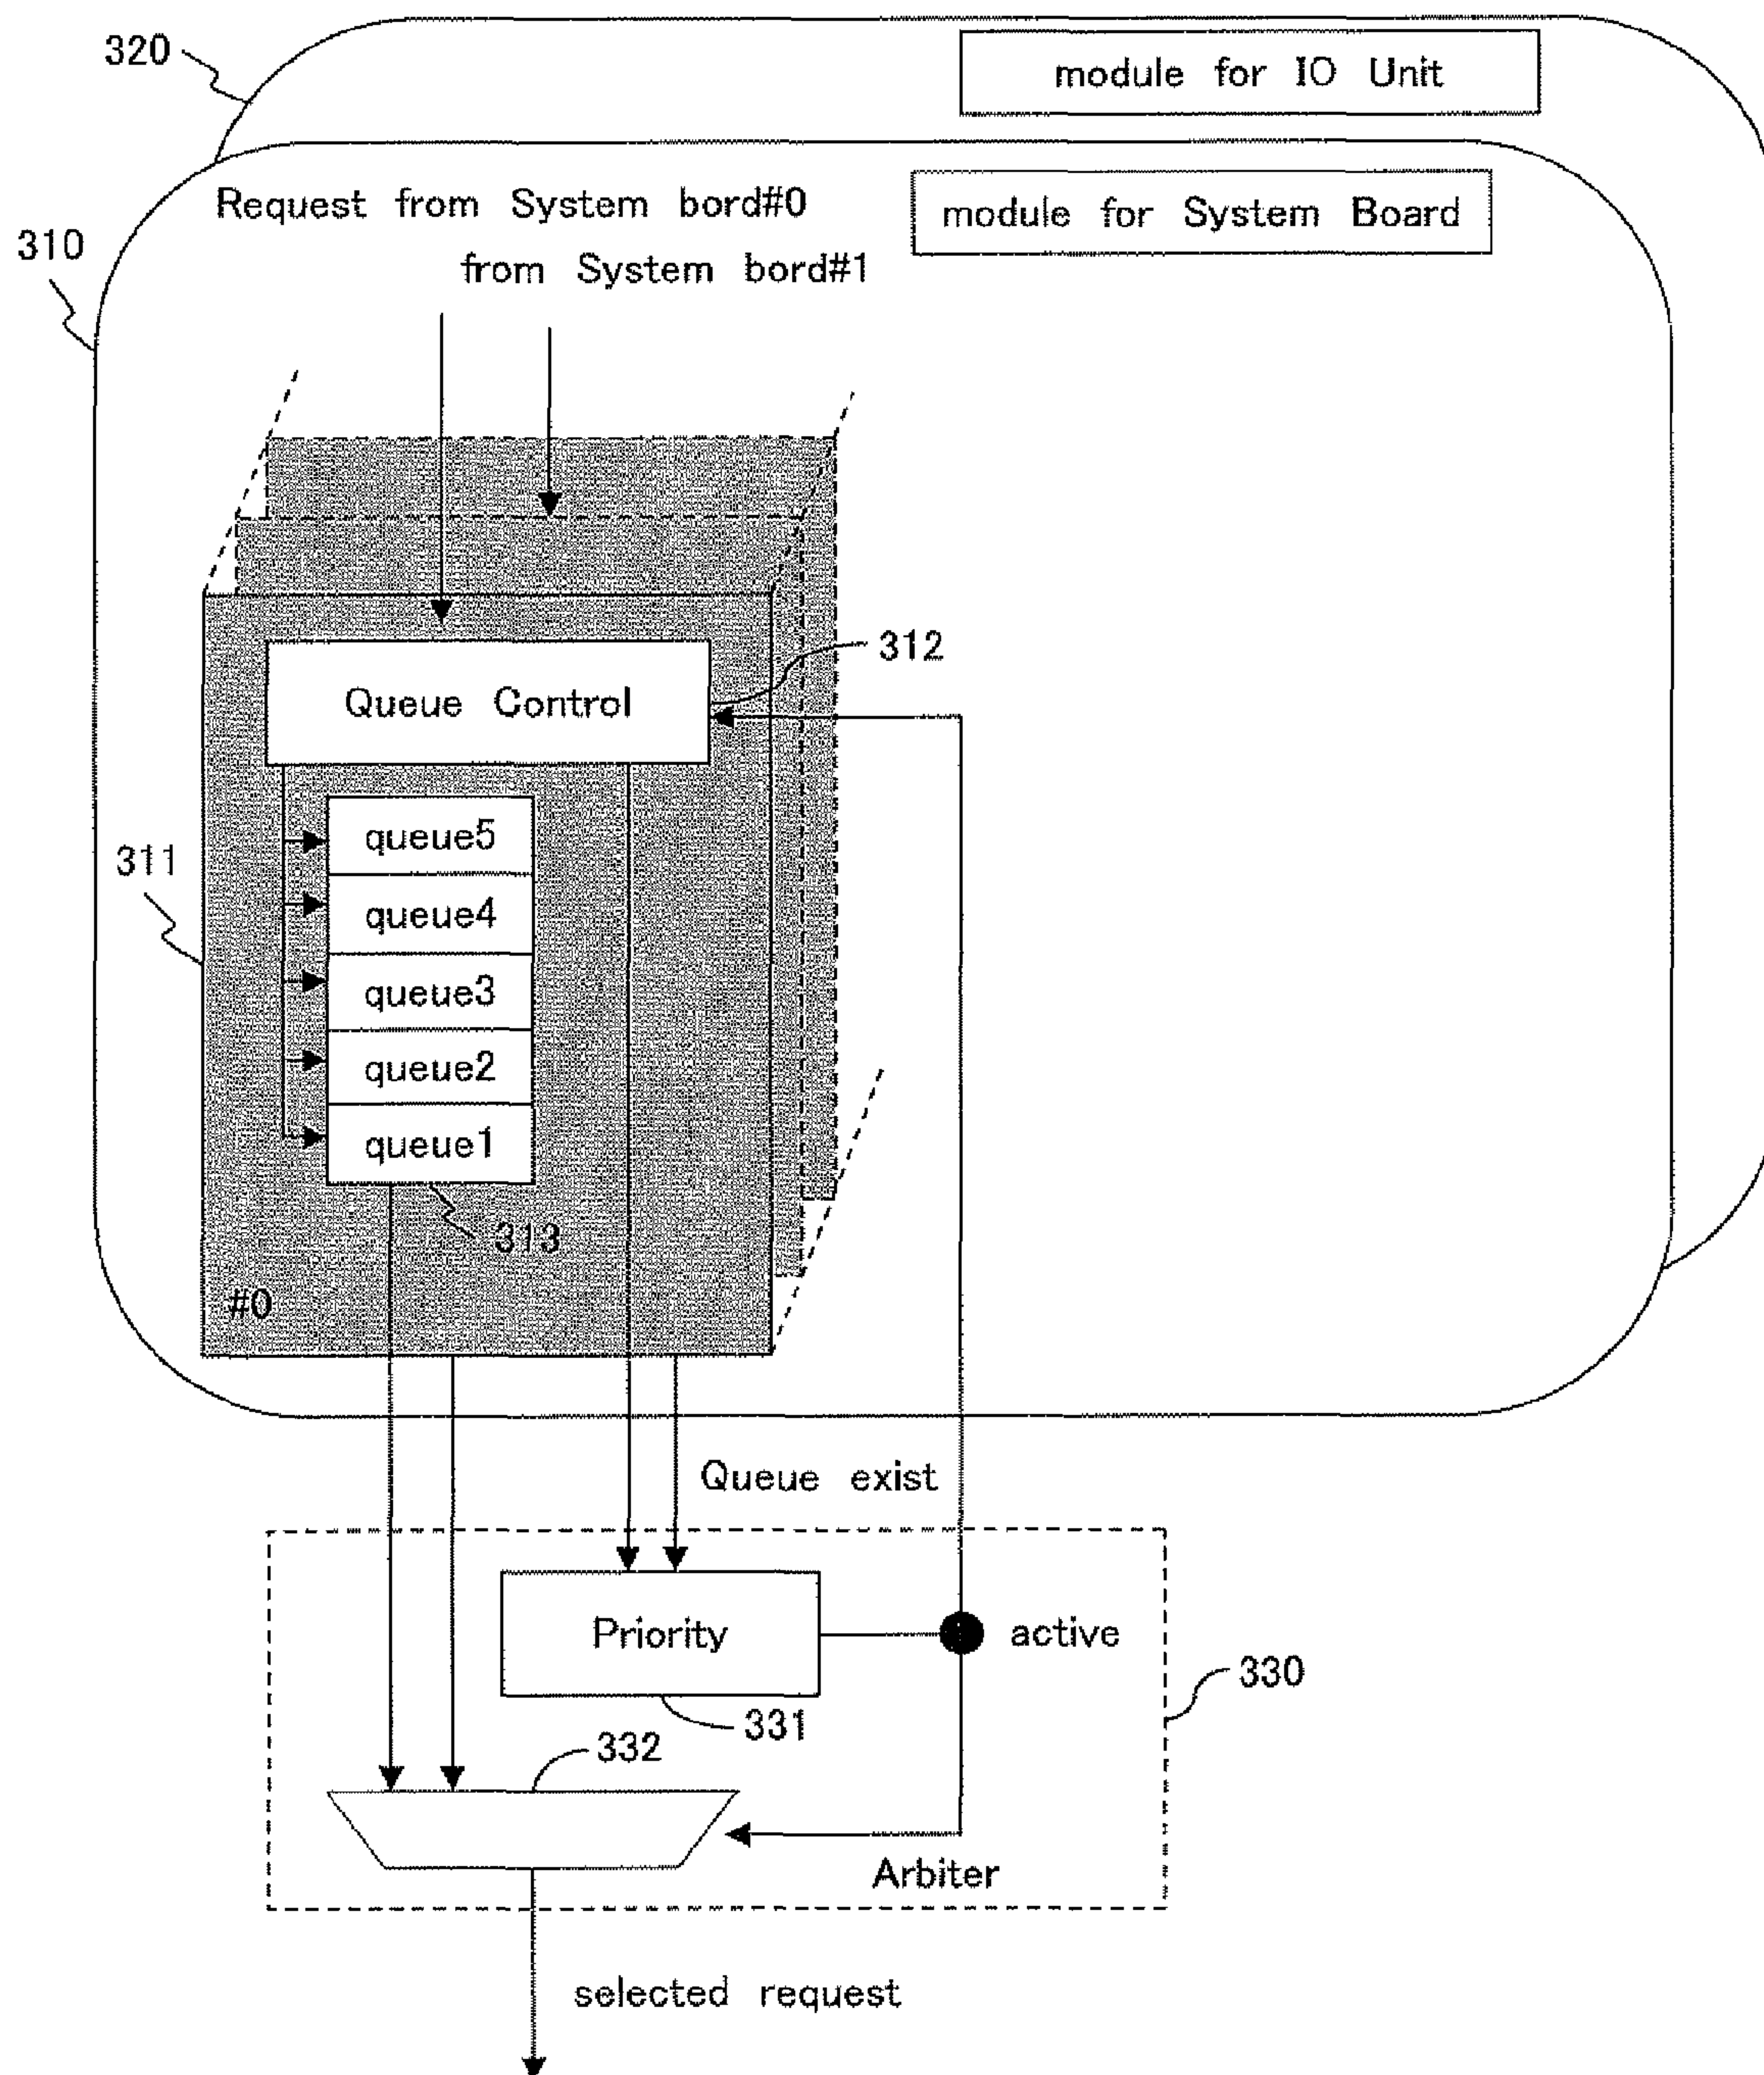 320
module for IO Unit
310
Request from System bord#0
module for System Board
from System bord#1
312
Queue Control
311
queue5
queue4
queue3
queue2
queue1
313
#0
Queue exist
Priority
active
330
331
332
Arbiter
selected request